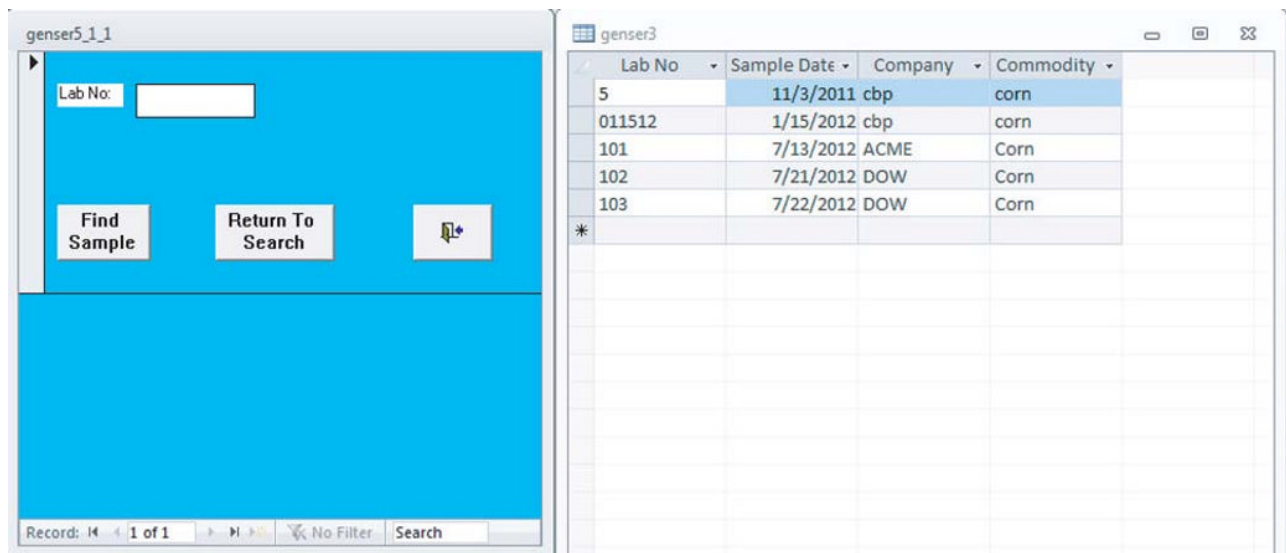 genser5_1_1
Lab No:
Find
Sample
Return To
Search
Record: 1 of 1 No Filter Search
genser3
Lab No Sample Date Company Commodity
5 11/3/2011 cbp corn
011512 1/15/2012 cbp corn
101 7/13/2012 ACME Corn
102 7/21/2012 DOW Corn
103 7/22/2012 DOW Corn